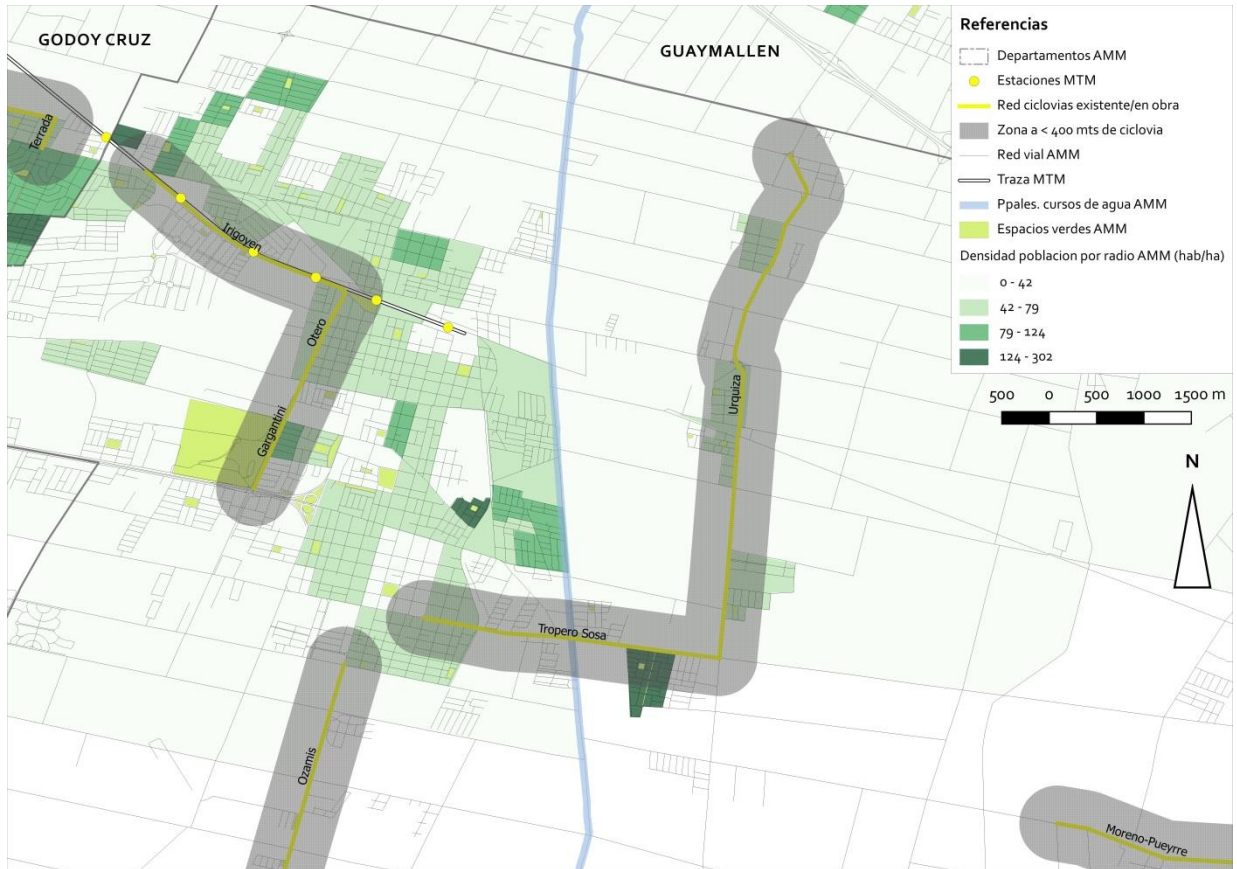 GODOY CRUZ
GUAYMALLEN
Referencias
Departamentos AMM
Estaciones MTM
Red ciclovias existente/en obra
Zona a < 400 mts de ciclovia
Red vial AMM
Traza MTM
Ppales. cursos de agua AMM
Espacios verdes AMM
Densidad poblacion por radio AMM (hab/ha)
0 - 42
42 - 79
79 - 124
124 - 302
500 0 500 1000 1500 m
N
Terrada
Irigoyen
Otero
Gargantini
Urquiza
Tropero Sosa
Ozamis
Moreno-Pueyrre